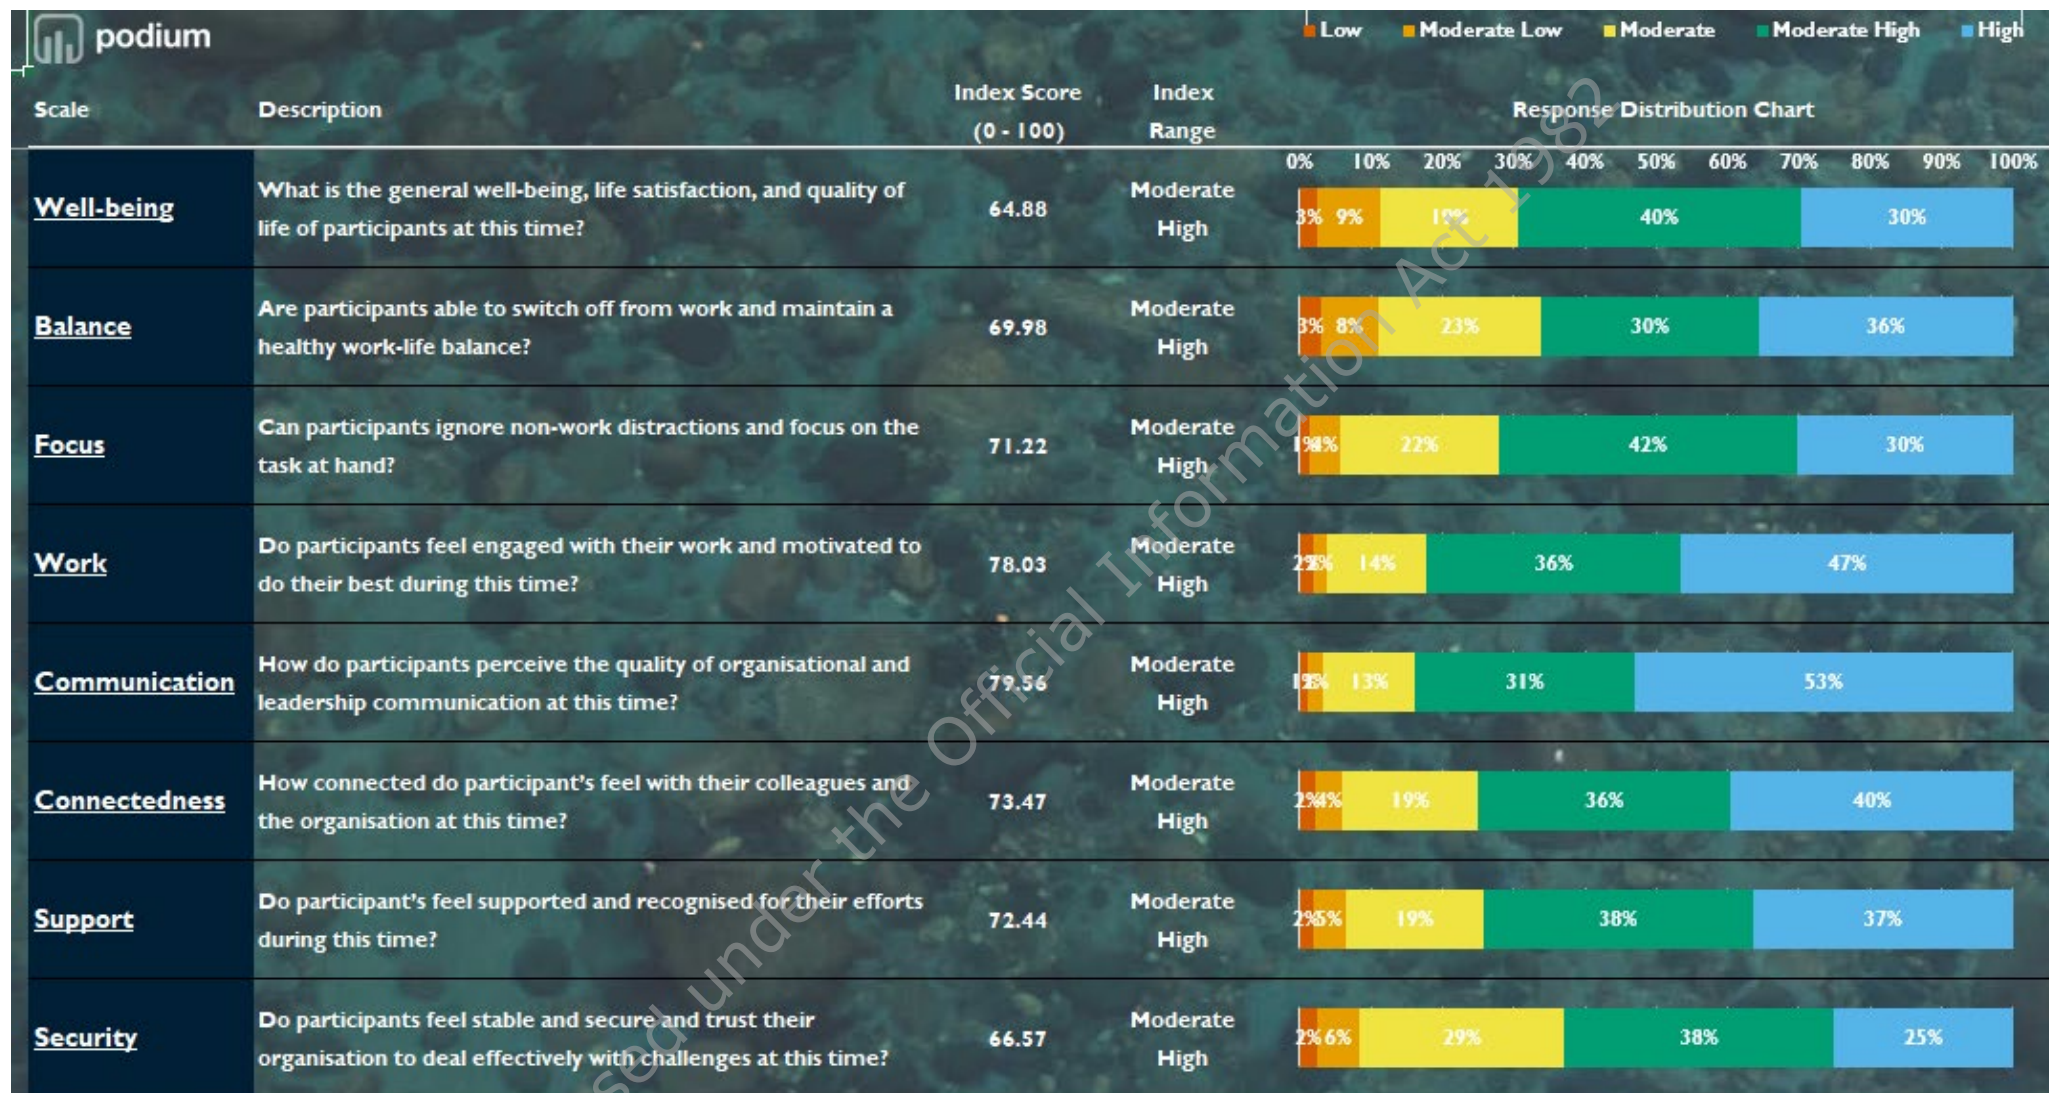 podium
Low Moderate Low Moderate Moderate High High
Scale Description Index Score (0 - 100) Index Range Response Distribution Chart
0% 10% 20% 30% 40% 50% 60% 70% 80% 90% 100%
Well-being
What is the general well-being, life satisfaction, and quality of
life of participants at this time?
64.88
Moderate
High
3% 9% 19% 40% 30%
Balance
Are participants able to switch off from work and maintain a
healthy work-life balance?
69.98
Moderate
High
3% 8% 23% 30% 36%
Focus
Can participants ignore non-work distractions and focus on the
task at hand?
71.22
Moderate
High
1% 4% 22% 42% 30%
Work
Do participants feel engaged with their work and motivated to
do their best during this time?
78.03
Moderate
High
2% 2% 14% 36% 47%
Communication
How do participants perceive the quality of organisational and
leadership communication at this time?
79.56
Moderate
High
1% 2% 13% 31% 53%
Connectedness
How connected do participant's feel with their colleagues and
the organisation at this time?
73.47
Moderate
High
2% 4% 19% 36% 40%
Support
Do participant's feel supported and recognised for their efforts
during this time?
72.44
Moderate
High
2% 5% 19% 38% 37%
Security
Do participants feel stable and secure and trust their
organisation to deal effectively with challenges at this time?
66.57
Moderate
High
2% 6% 29% 38% 25%
under the Official Information Act 1982